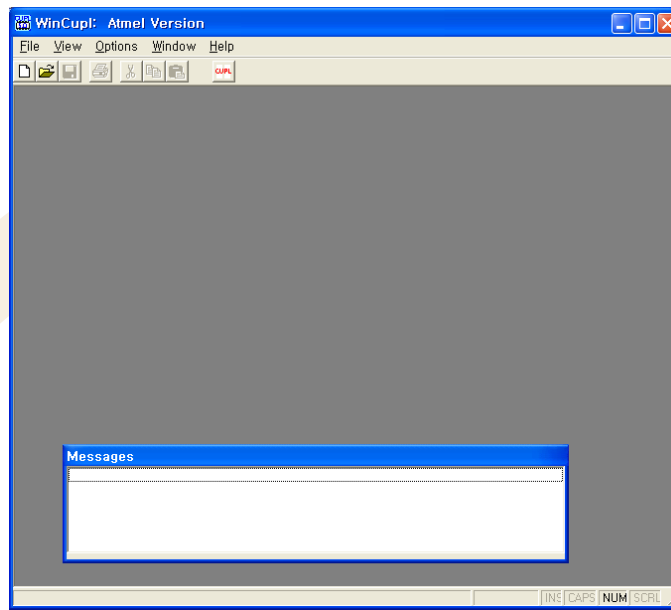 WinCupl: Atmel Version
File View Options Window Help
CUPL
Messages
INS CAPS NUM SCRL